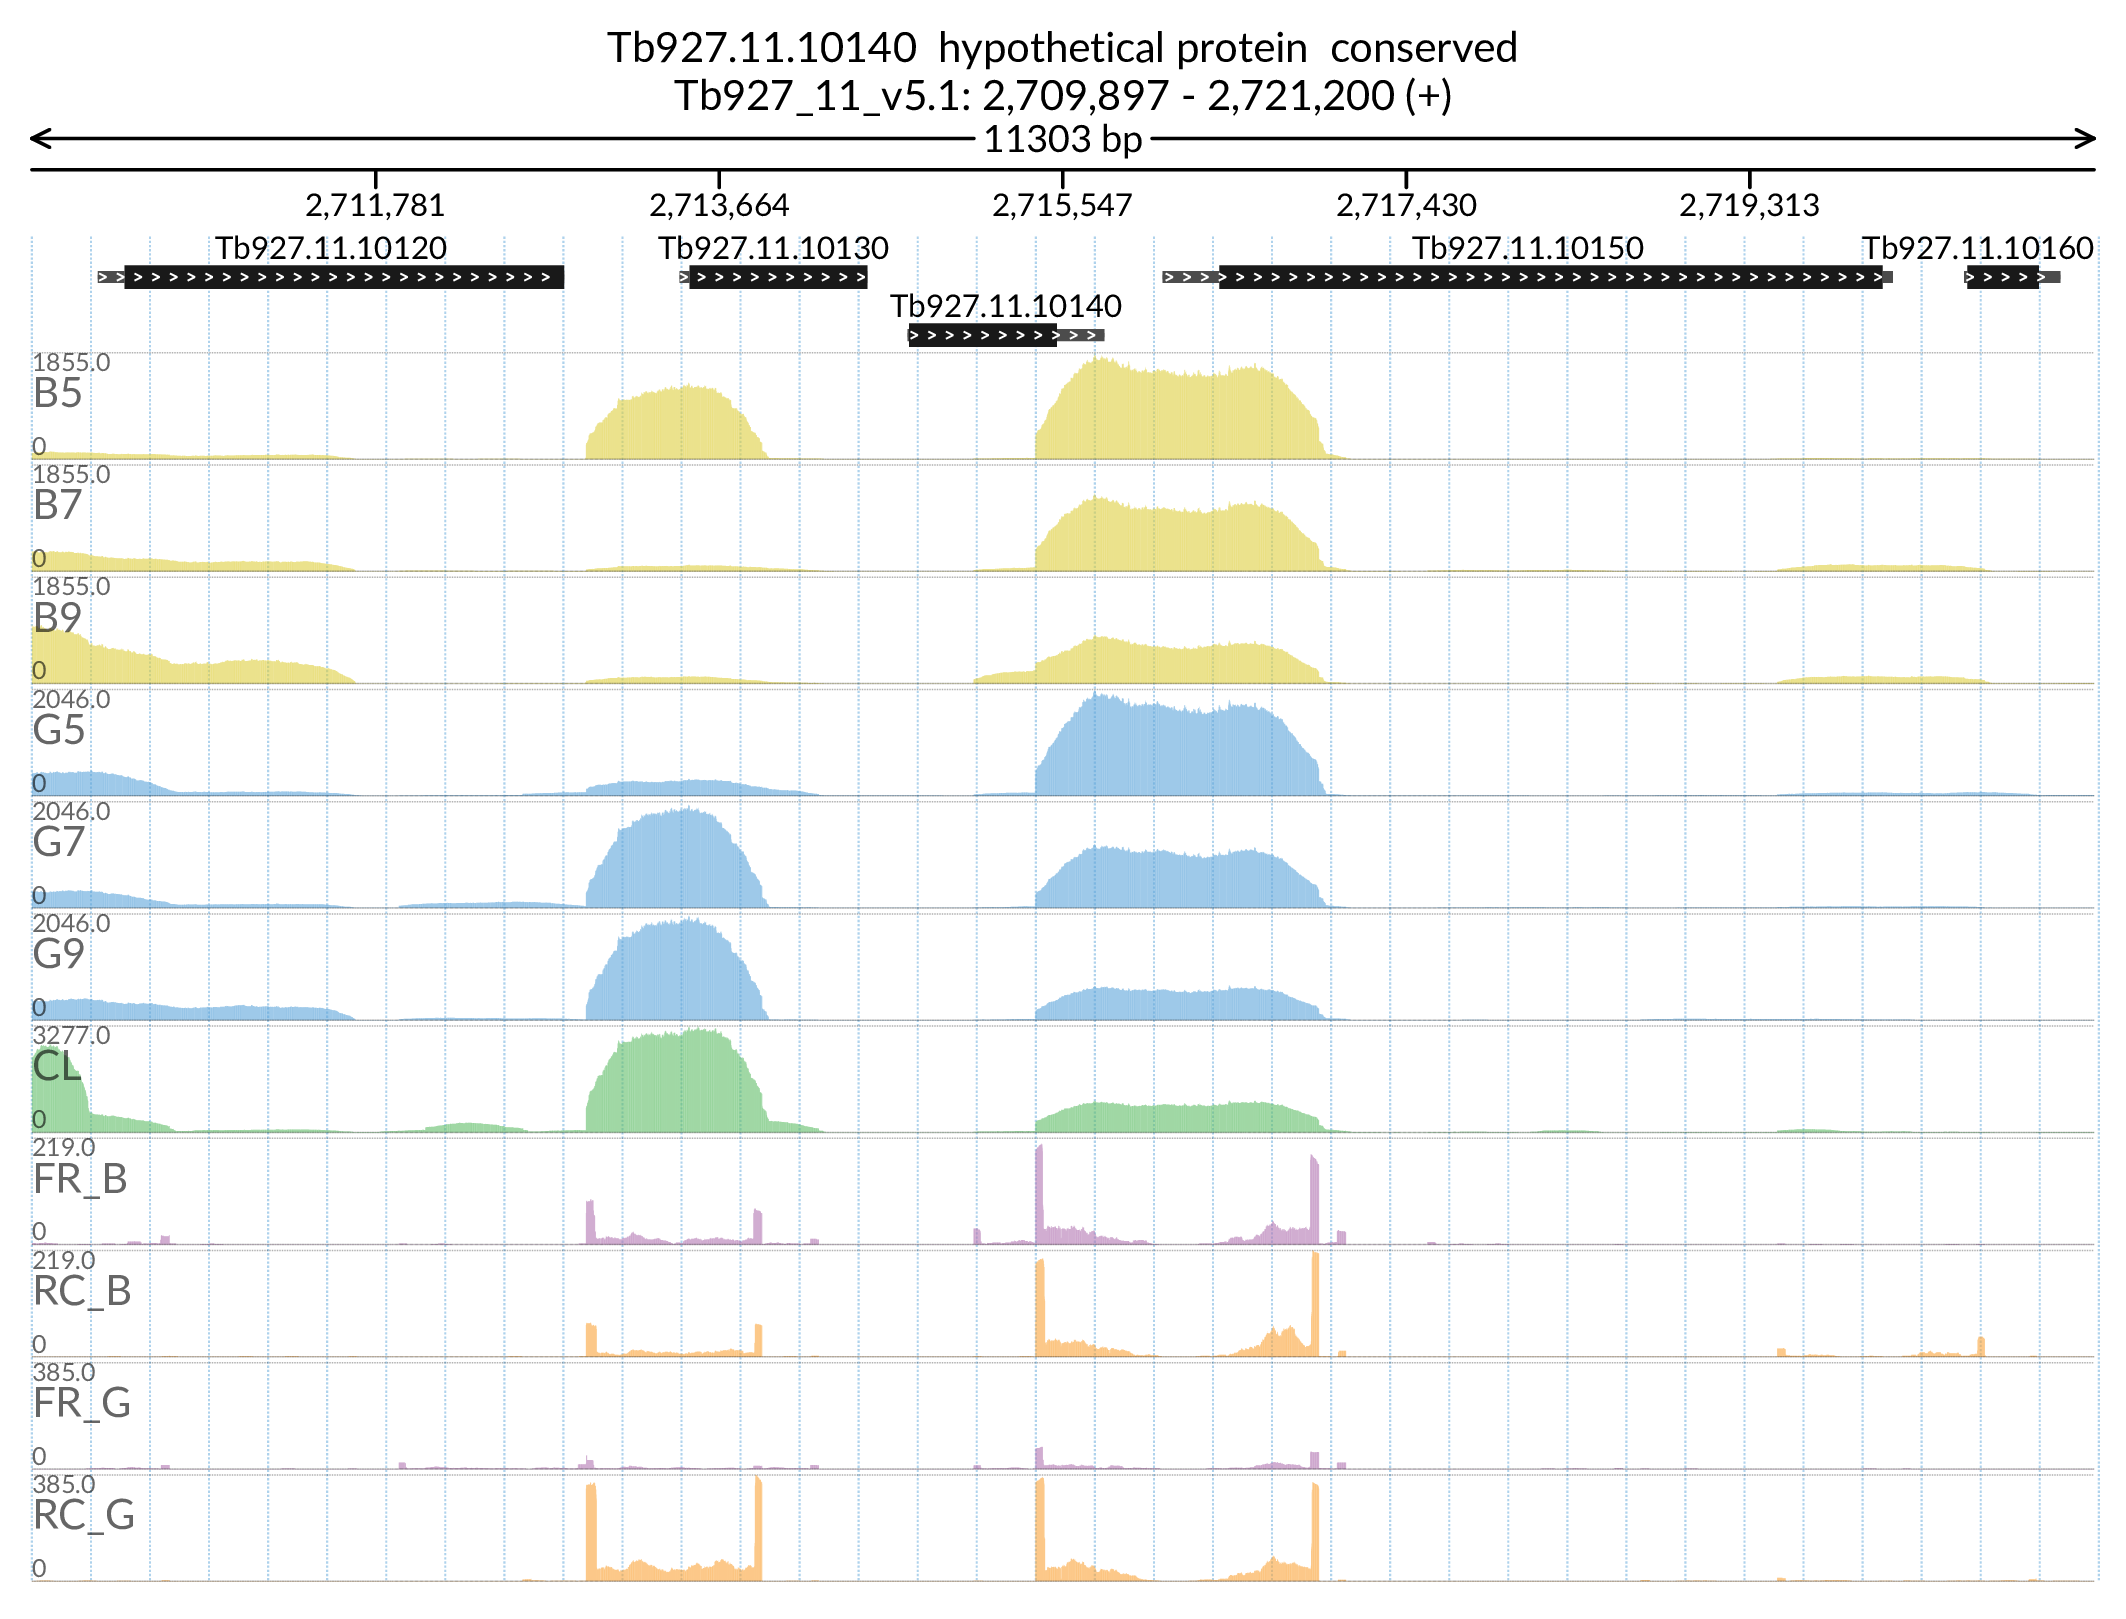 Tb927.11.10140 hypothetical protein conserved
Tb927_11_v5.1: 2,709,897 - 2,721,200 (+)
11303 bp
2,711,781 2,713,664 2,715,547 2,717,430 2,719,313
Tb927.11.10120 Tb927.11.10130 Tb927.11.10150 Tb927.11.10160
Tb927.11.10140
1855.0
B5
0
1855.0
B7
0
1855.0
B9
0
2046.0
G5
0
2046.0
G7
0
2046.0
G9
0
3277.0
CL
0
219.0
FR_B
0
219.0
RC_B
0
385.0
FR_G
0
385.0
RC_G
0